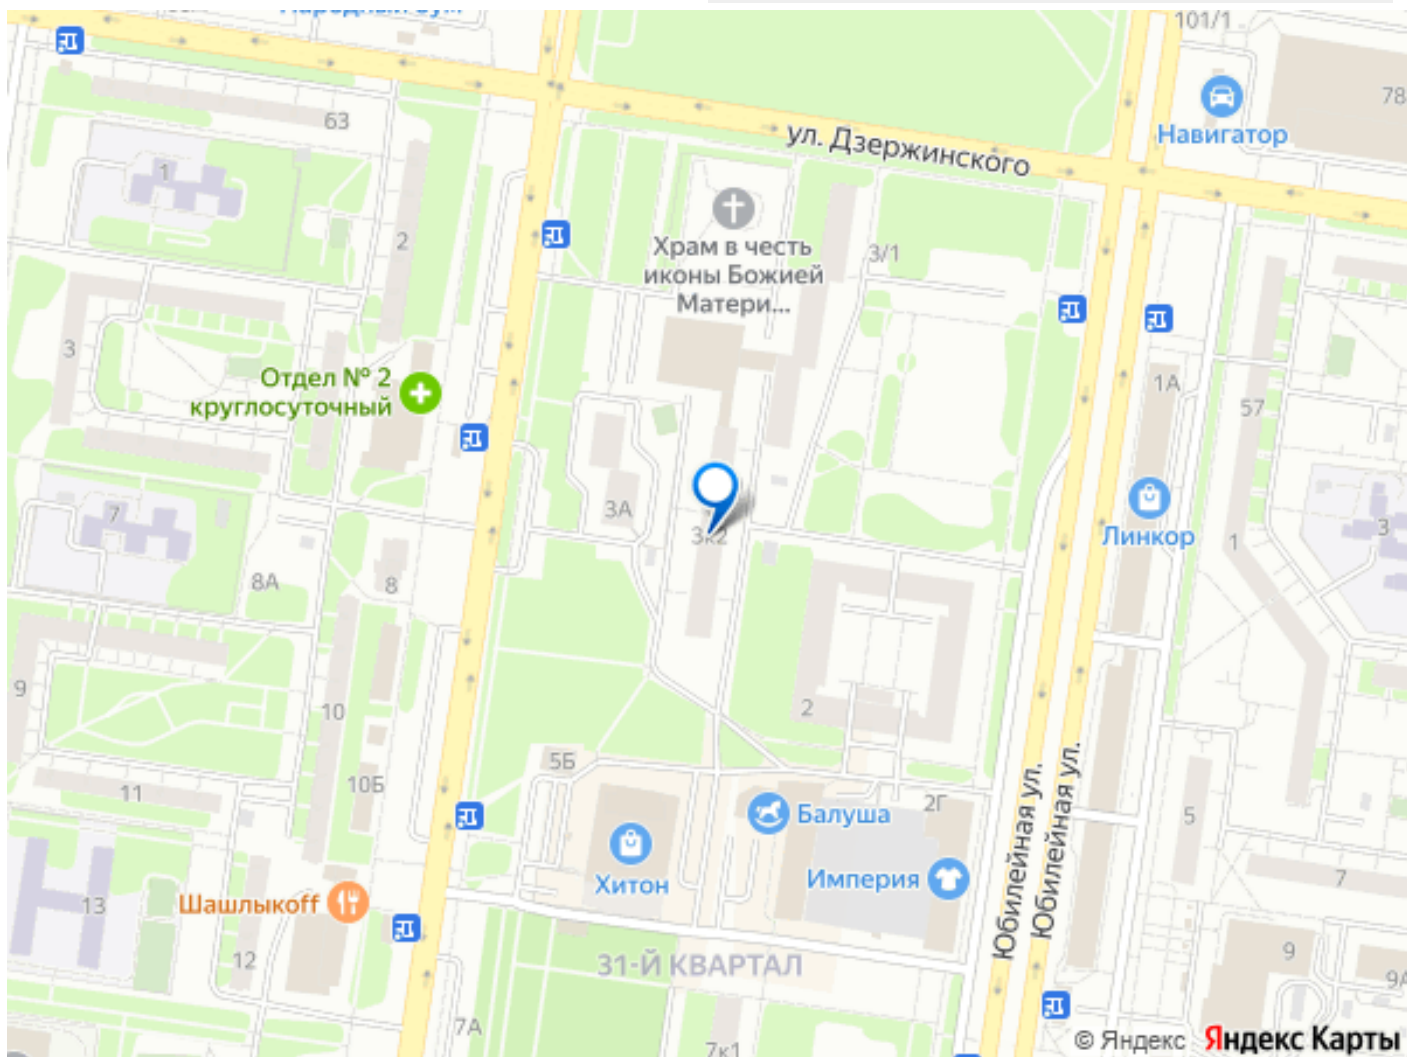 101/1
78
Навигатор
63
ул. Дзержинского
1
2
Храм в честь
иконы Божией
Матери...
3/1
3
Отдел № 2
круглосуточный
1А
57
7
3А
3к2
Линкор
1
3
8А
8
9
10
2
5Б
10Б
11
Балуша
2Г
5
Хитон
Империя
7
Юбилейная ул.
Юбилейная ул.
13
Шашлыкoff
12
31-Й КВАРТАЛ
9
9А
7А
7к1
© Яндекс Яндекс Карты